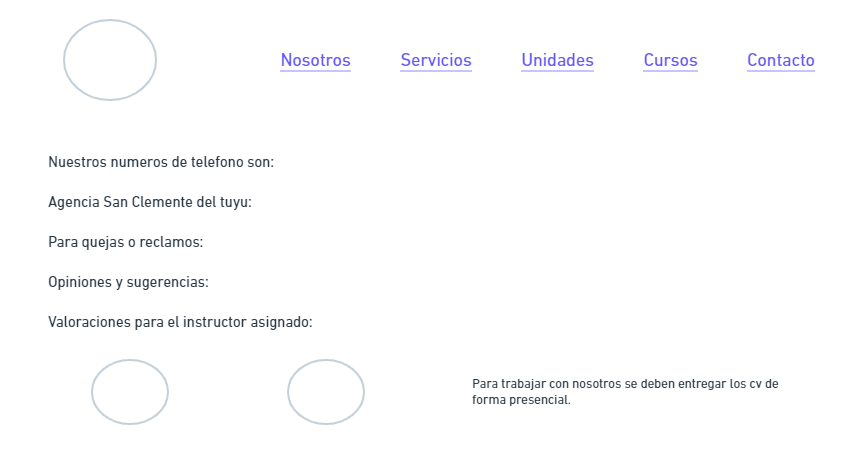 Nosotros Servicios Unidades Cursos Contacto
Nuestros numeros de telefono son:
Agencia San Clemente del tuyu:
Para quejas o reclamos:
Opiniones y sugerencias:
Valoraciones para el instructor asignado:
Para trabajar con nosotros se deben entregar los cv de
forma presencial.